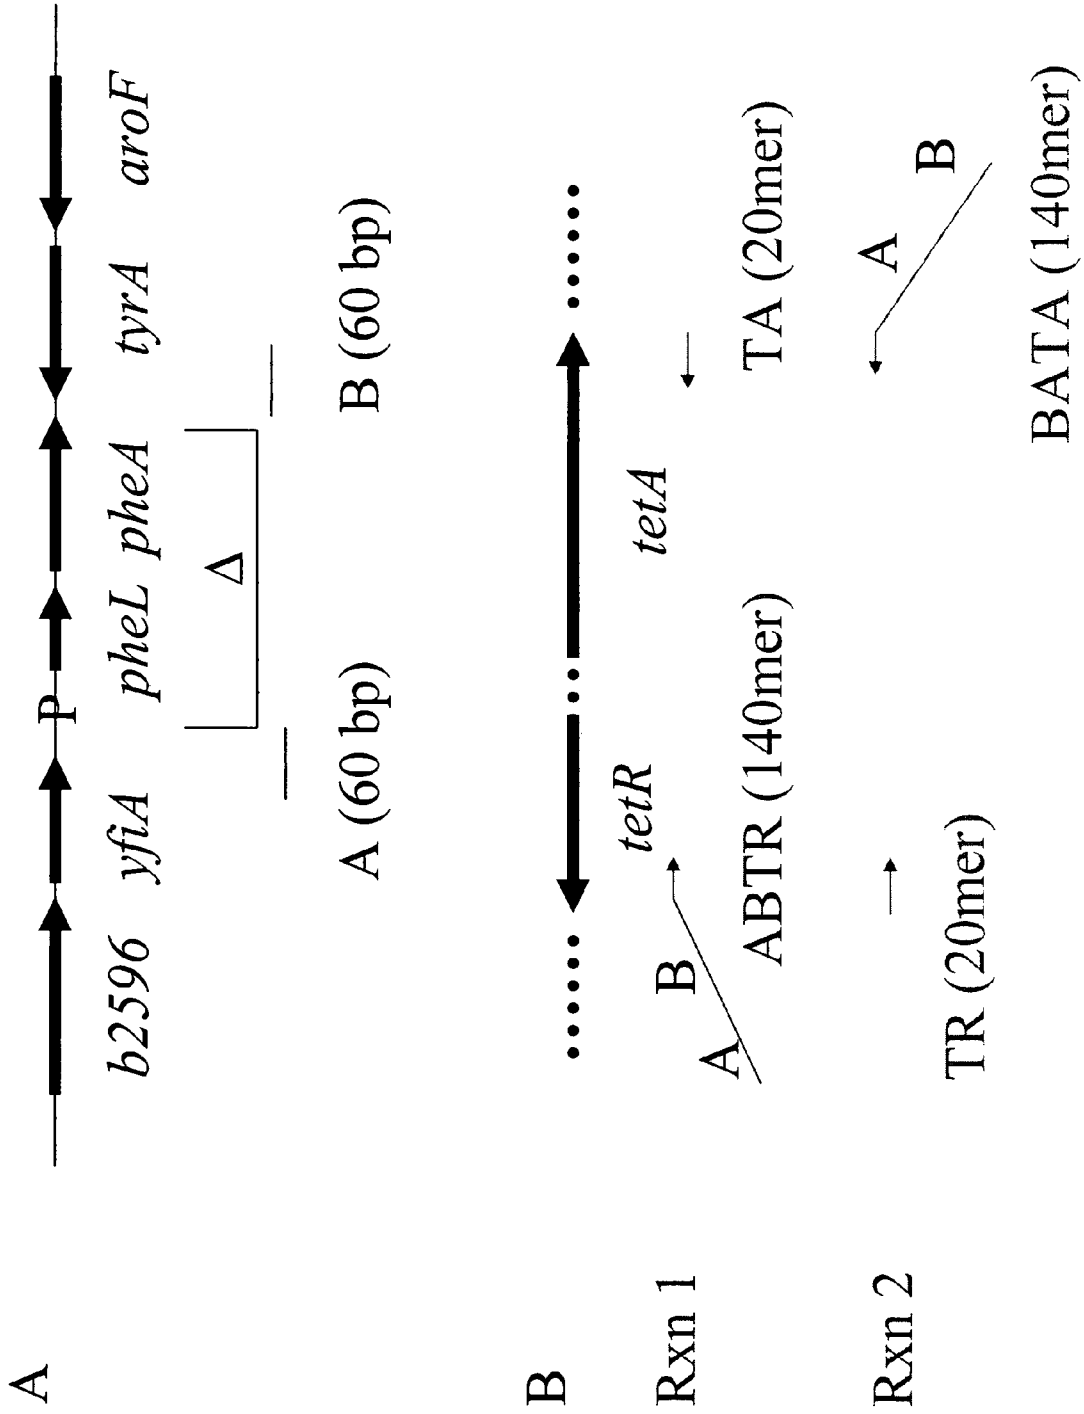 A
P
b2596 yfiA pheL pheA tyrA aroF
Δ
A (60 bp) B (60 bp)
B
tetR tetA
Rxn 1
A B
ABTR (140mer) TA (20mer)
Rxn 2
A B
TR (20mer)
BATA (140mer)